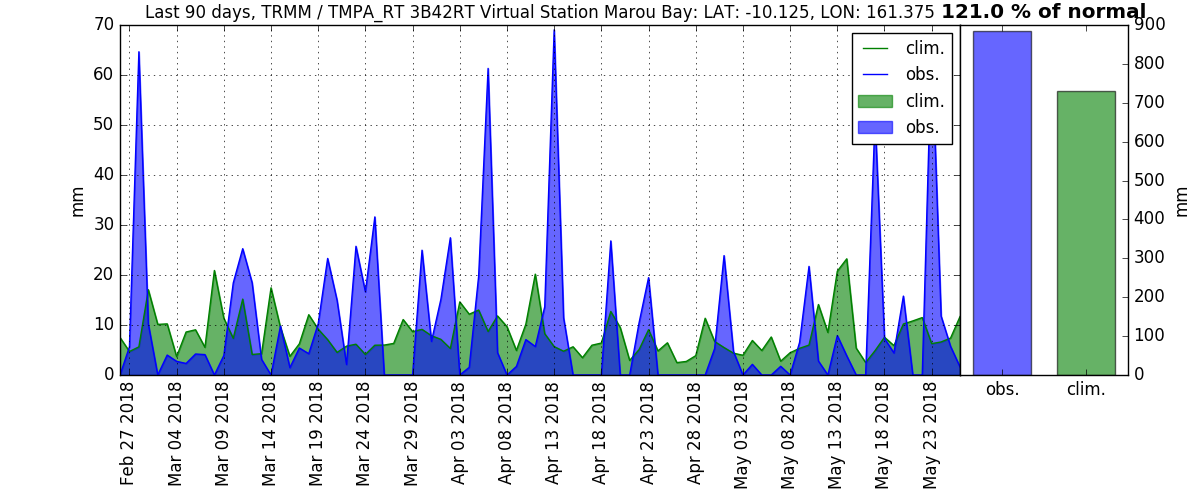 Last 90 days, TRMM / TMPA_RT 3B42RT Virtual Station Marou Bay: LAT: -10.125, LON: 161.375 121.0 % of normal
70
60
50
40
30
20
10
0
mm
clim.
obs.
clim.
obs.
900
800
700
600
500
400
300
200
100
0
mm
Feb 27 2018
Mar 04 2018
Mar 09 2018
Mar 14 2018
Mar 19 2018
Mar 24 2018
Mar 29 2018
Apr 03 2018
Apr 08 2018
Apr 13 2018
Apr 18 2018
Apr 23 2018
Apr 28 2018
May 03 2018
May 08 2018
May 13 2018
May 18 2018
May 23 2018
obs.
clim.